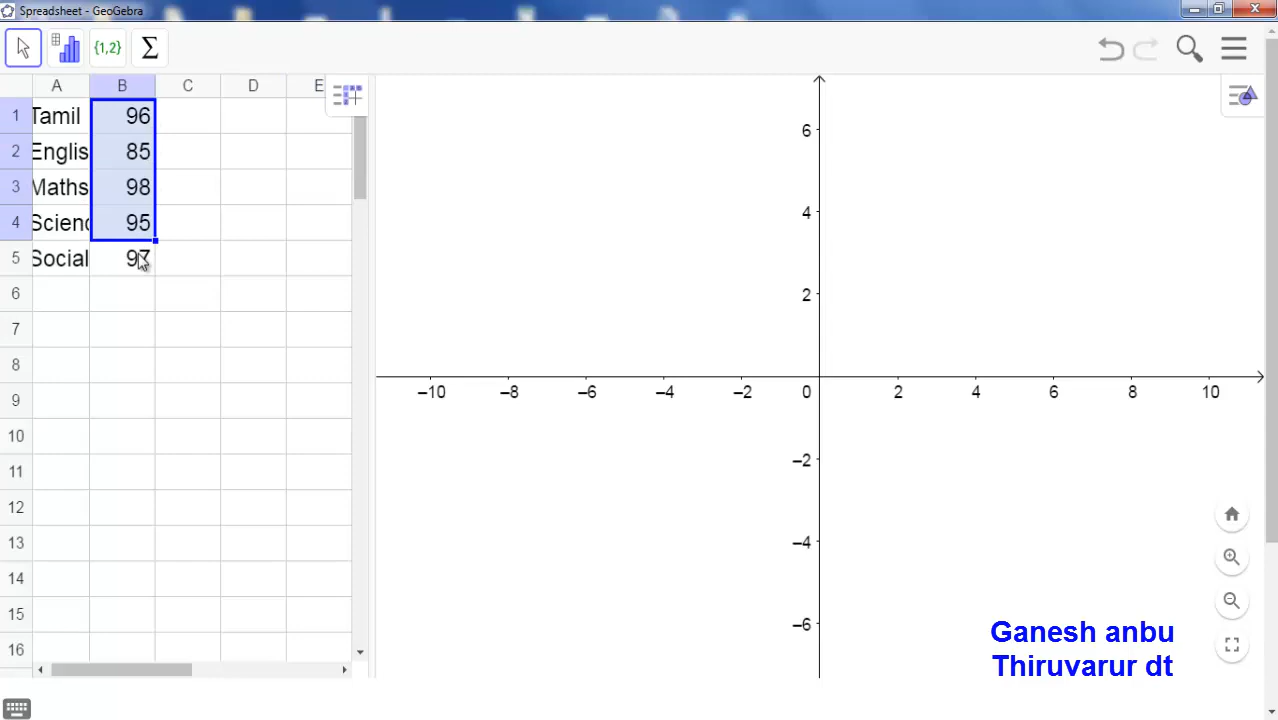 Spreadsheet - GeoGebra
{1,2} Σ
A B C D E
1 Tamil 96
2 Englis 85
3 Maths 98
4 Scienc 95
5 Social 97
6
7
8
9
10
11
12
13
14
15
16
6
4
2
–10 –8 –6 –4 –2 0 2 4 6 8 10
–2
–4
–6
Ganesh anbu
Thiruvarur dt